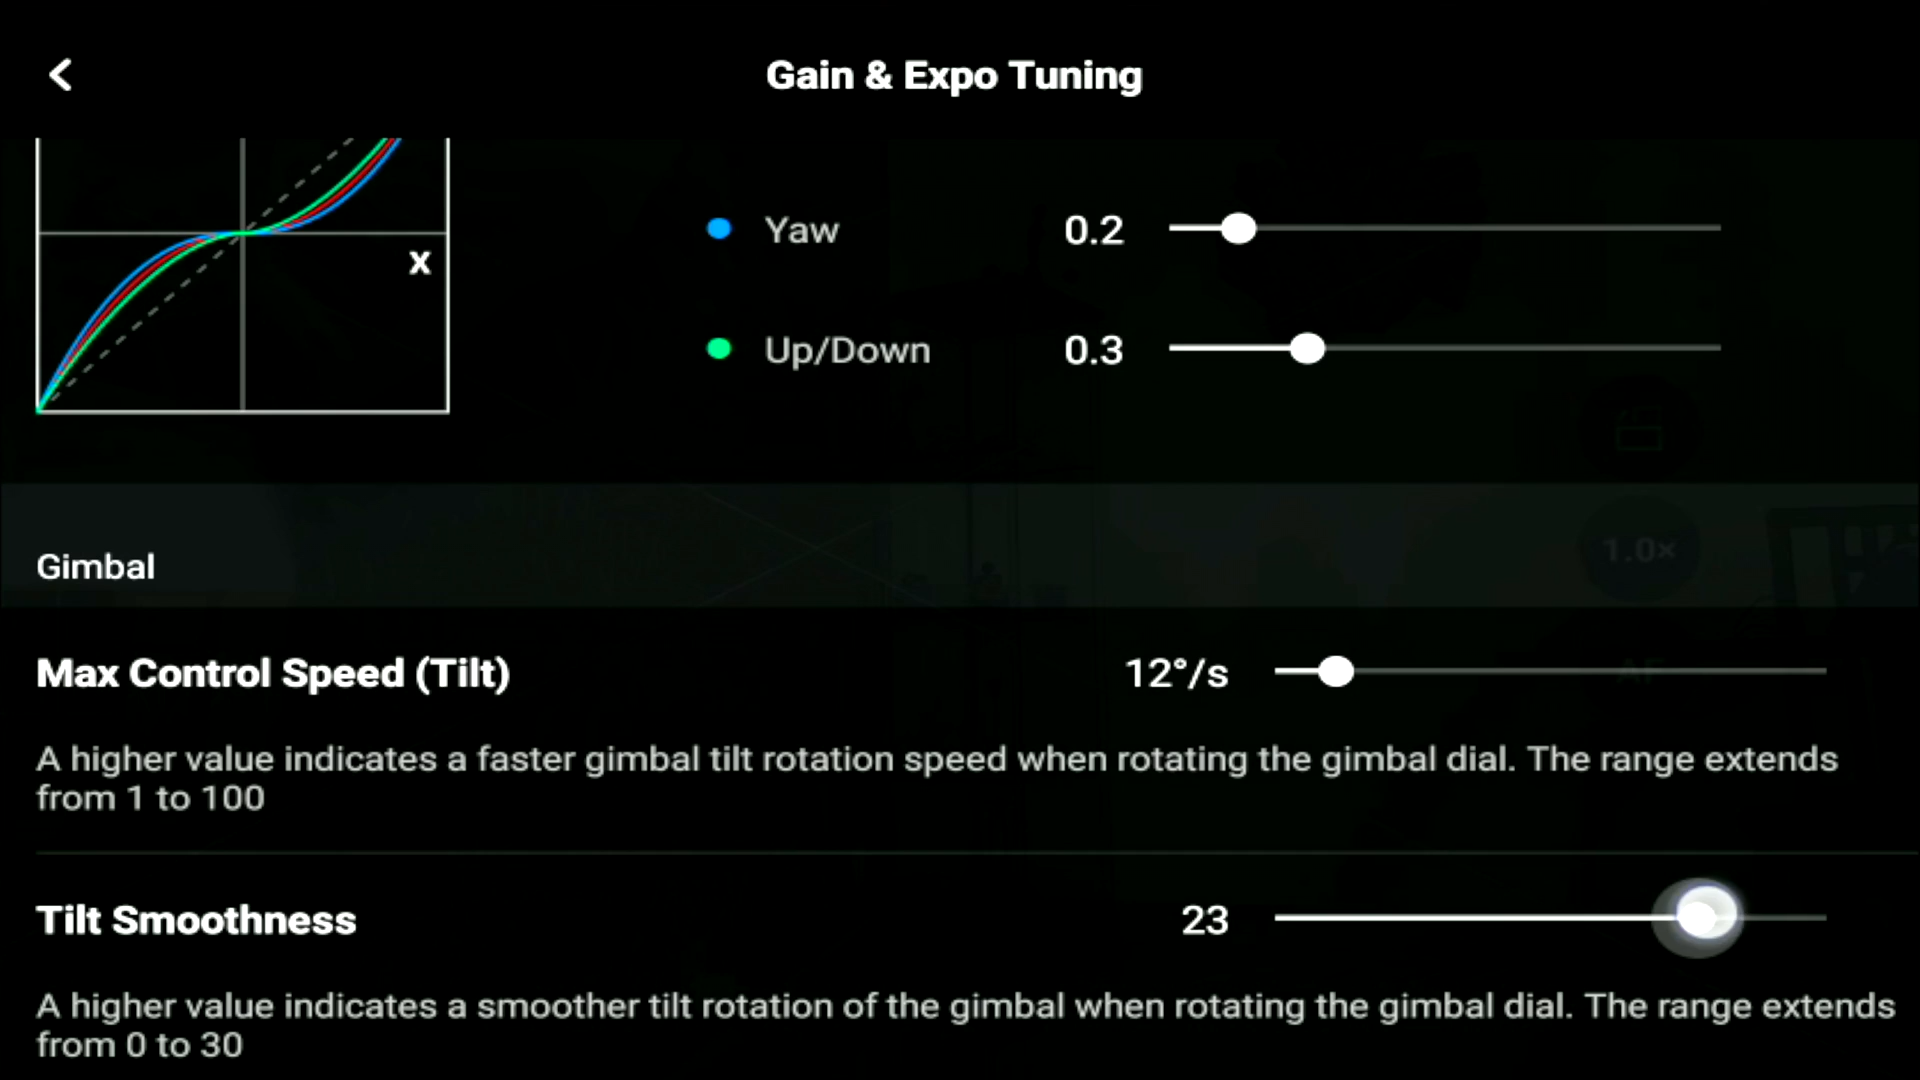 Gain & Expo Tuning
X
Yaw 0.2
Up/Down 0.3
1.0×
Gimbal
Max Control Speed (Tilt) 12°/s
AF
A higher value indicates a faster gimbal tilt rotation speed when rotating the gimbal dial. The range extends
from 1 to 100
Tilt Smoothness 23
A higher value indicates a smoother tilt rotation of the gimbal when rotating the gimbal dial. The range extends
from 0 to 30